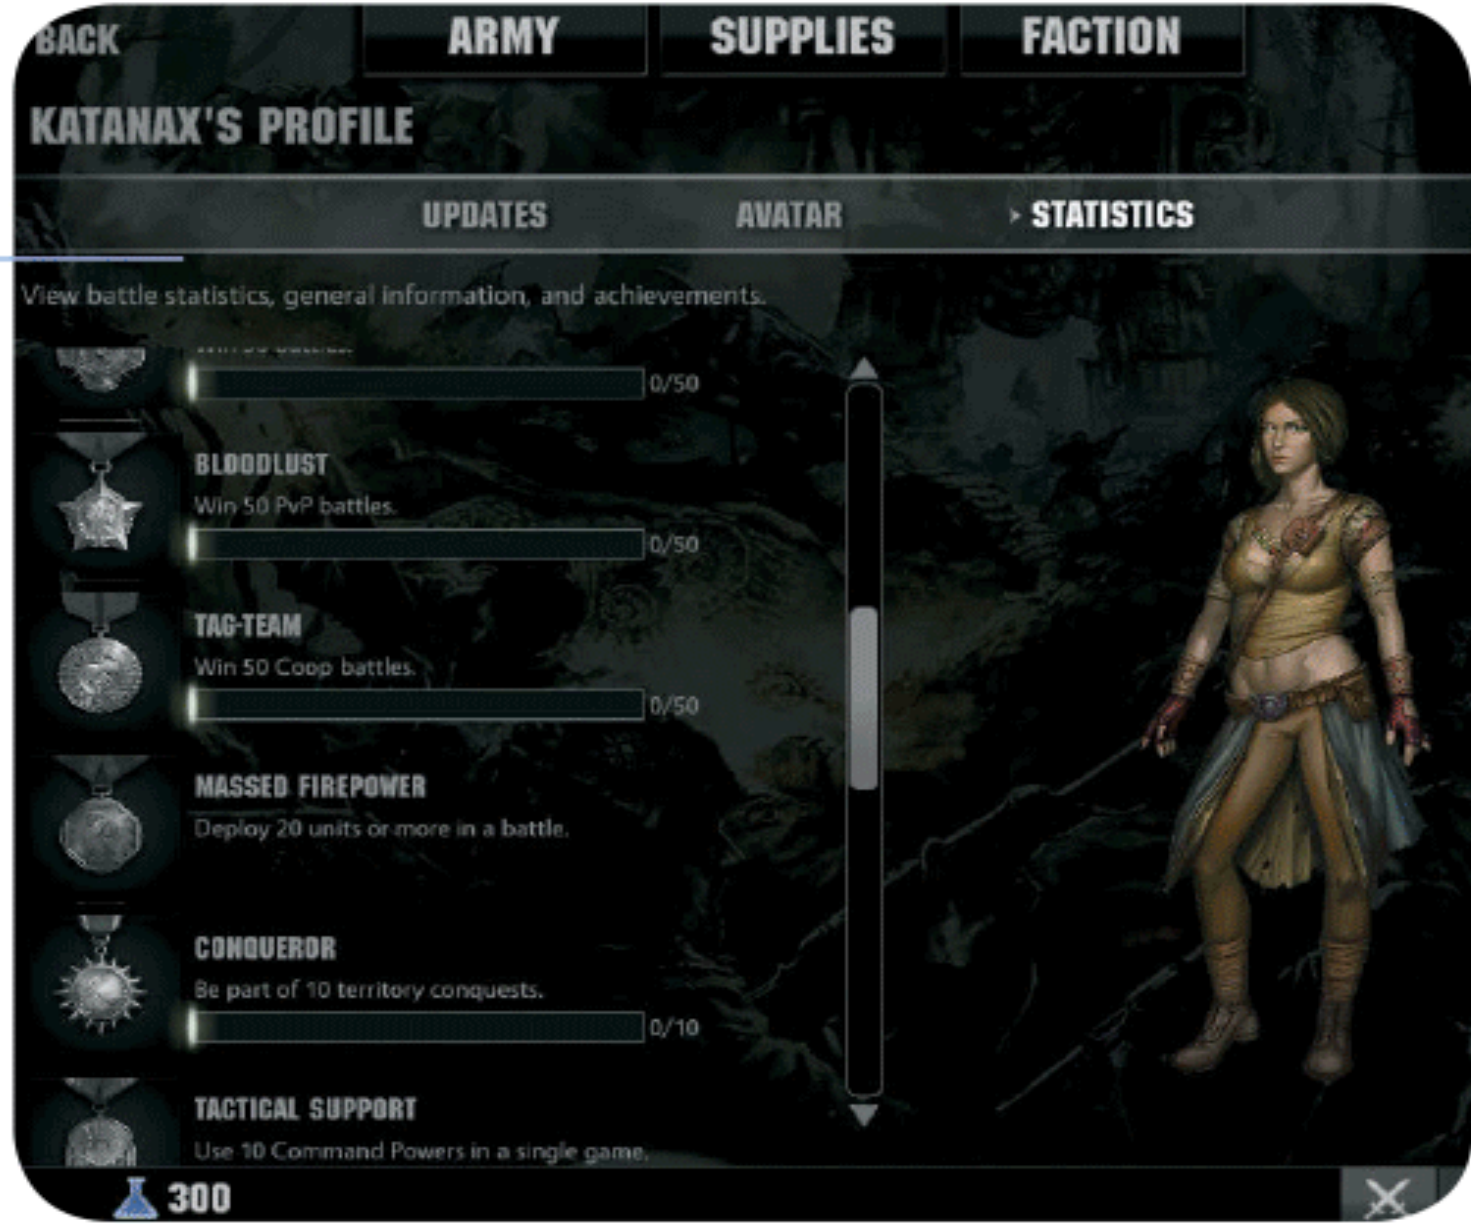 BACK
ARMY
SUPPLIES
FACTION
KATANAX'S PROFILE
UPDATES
AVATAR
STATISTICS
View battle statistics, general information, and achievements.
0/50
BLOODLUST
Win 50 PvP battles.
0/50
TAG-TEAM
Win 50 Coop battles.
0/50
MASSED FIREPOWER
Deploy 20 units or more in a battle.
CONQUEROR
Be part of 10 territory conquests.
0/10
TACTICAL SUPPORT
Use 10 Command Powers in a single game.
300